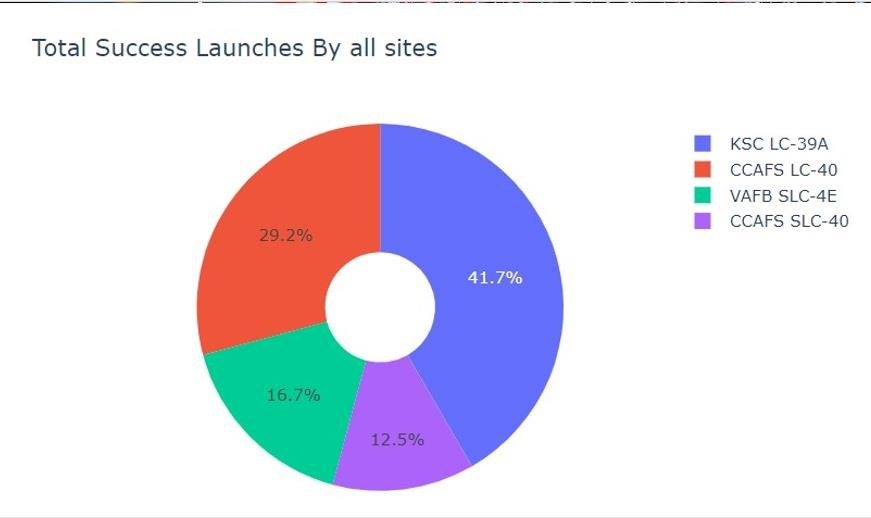 Total Success Launches By all sites
KSC LC-39A
CCAFS LC-40
VAFB SLC-4E
CCAFS SLC-40
29.2%
41.7%
16.7%
12.5%